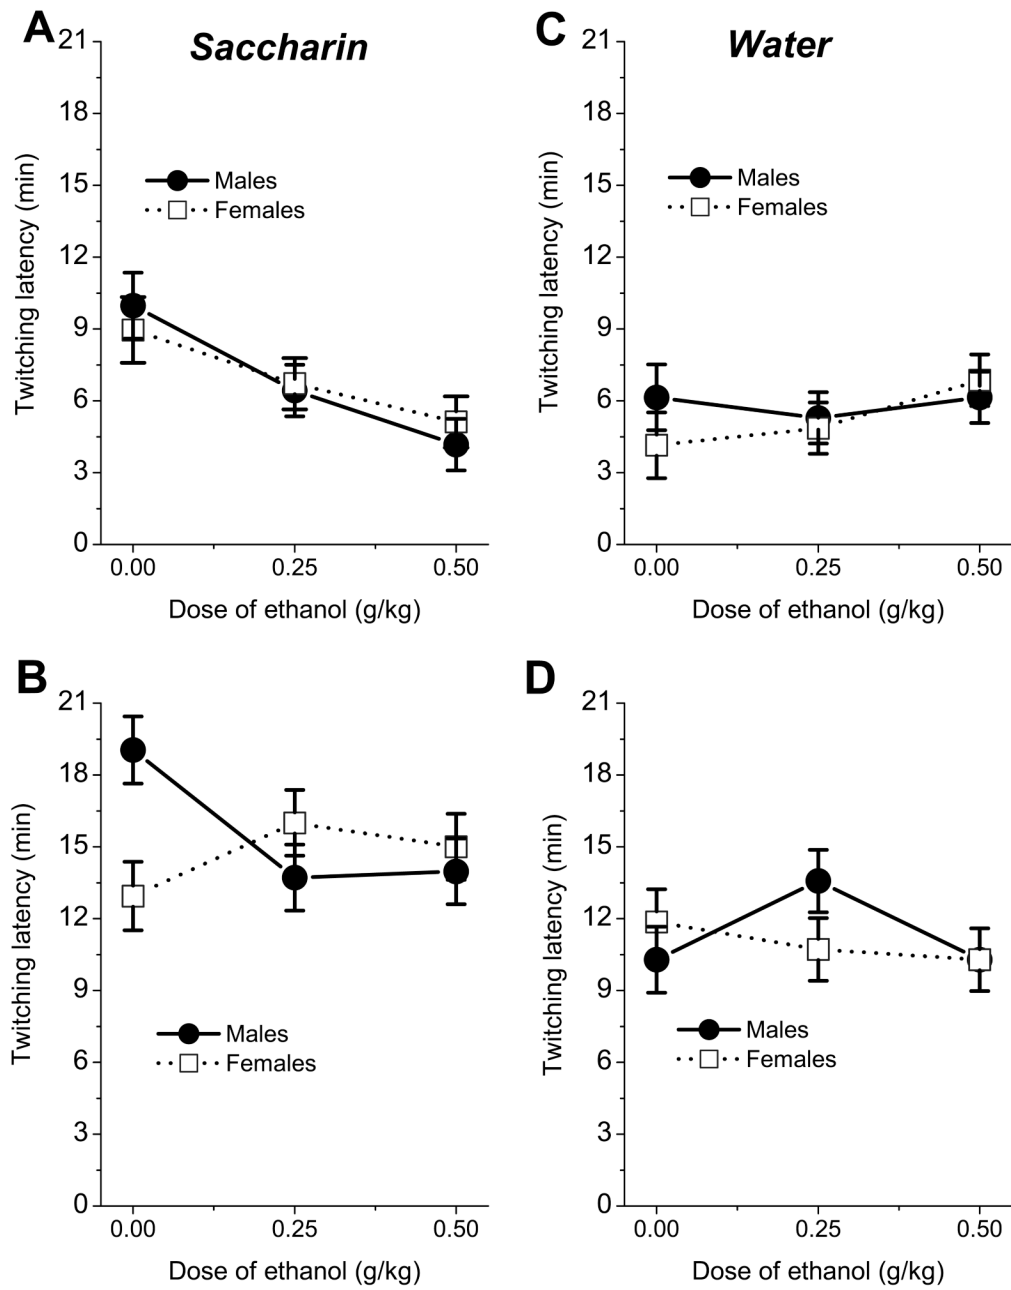 A
Saccharin
21
18
15
12
9
6
3
0
Twitching latency (min)
Males
Females
0.00 0.25 0.50
Dose of ethanol (g/kg)
C
Water
21
18
15
12
9
6
3
0
Twitching latency (min)
Males
Females
0.00 0.25 0.50
Dose of ethanol (g/kg)
B
21
18
15
12
9
6
3
0
Twitching latency (min)
Males
Females
0.00 0.25 0.50
Dose of ethanol (g/kg)
D
21
18
15
12
9
6
3
0
Twitching latency (min)
Males
Females
0.00 0.25 0.50
Dose of ethanol (g/kg)